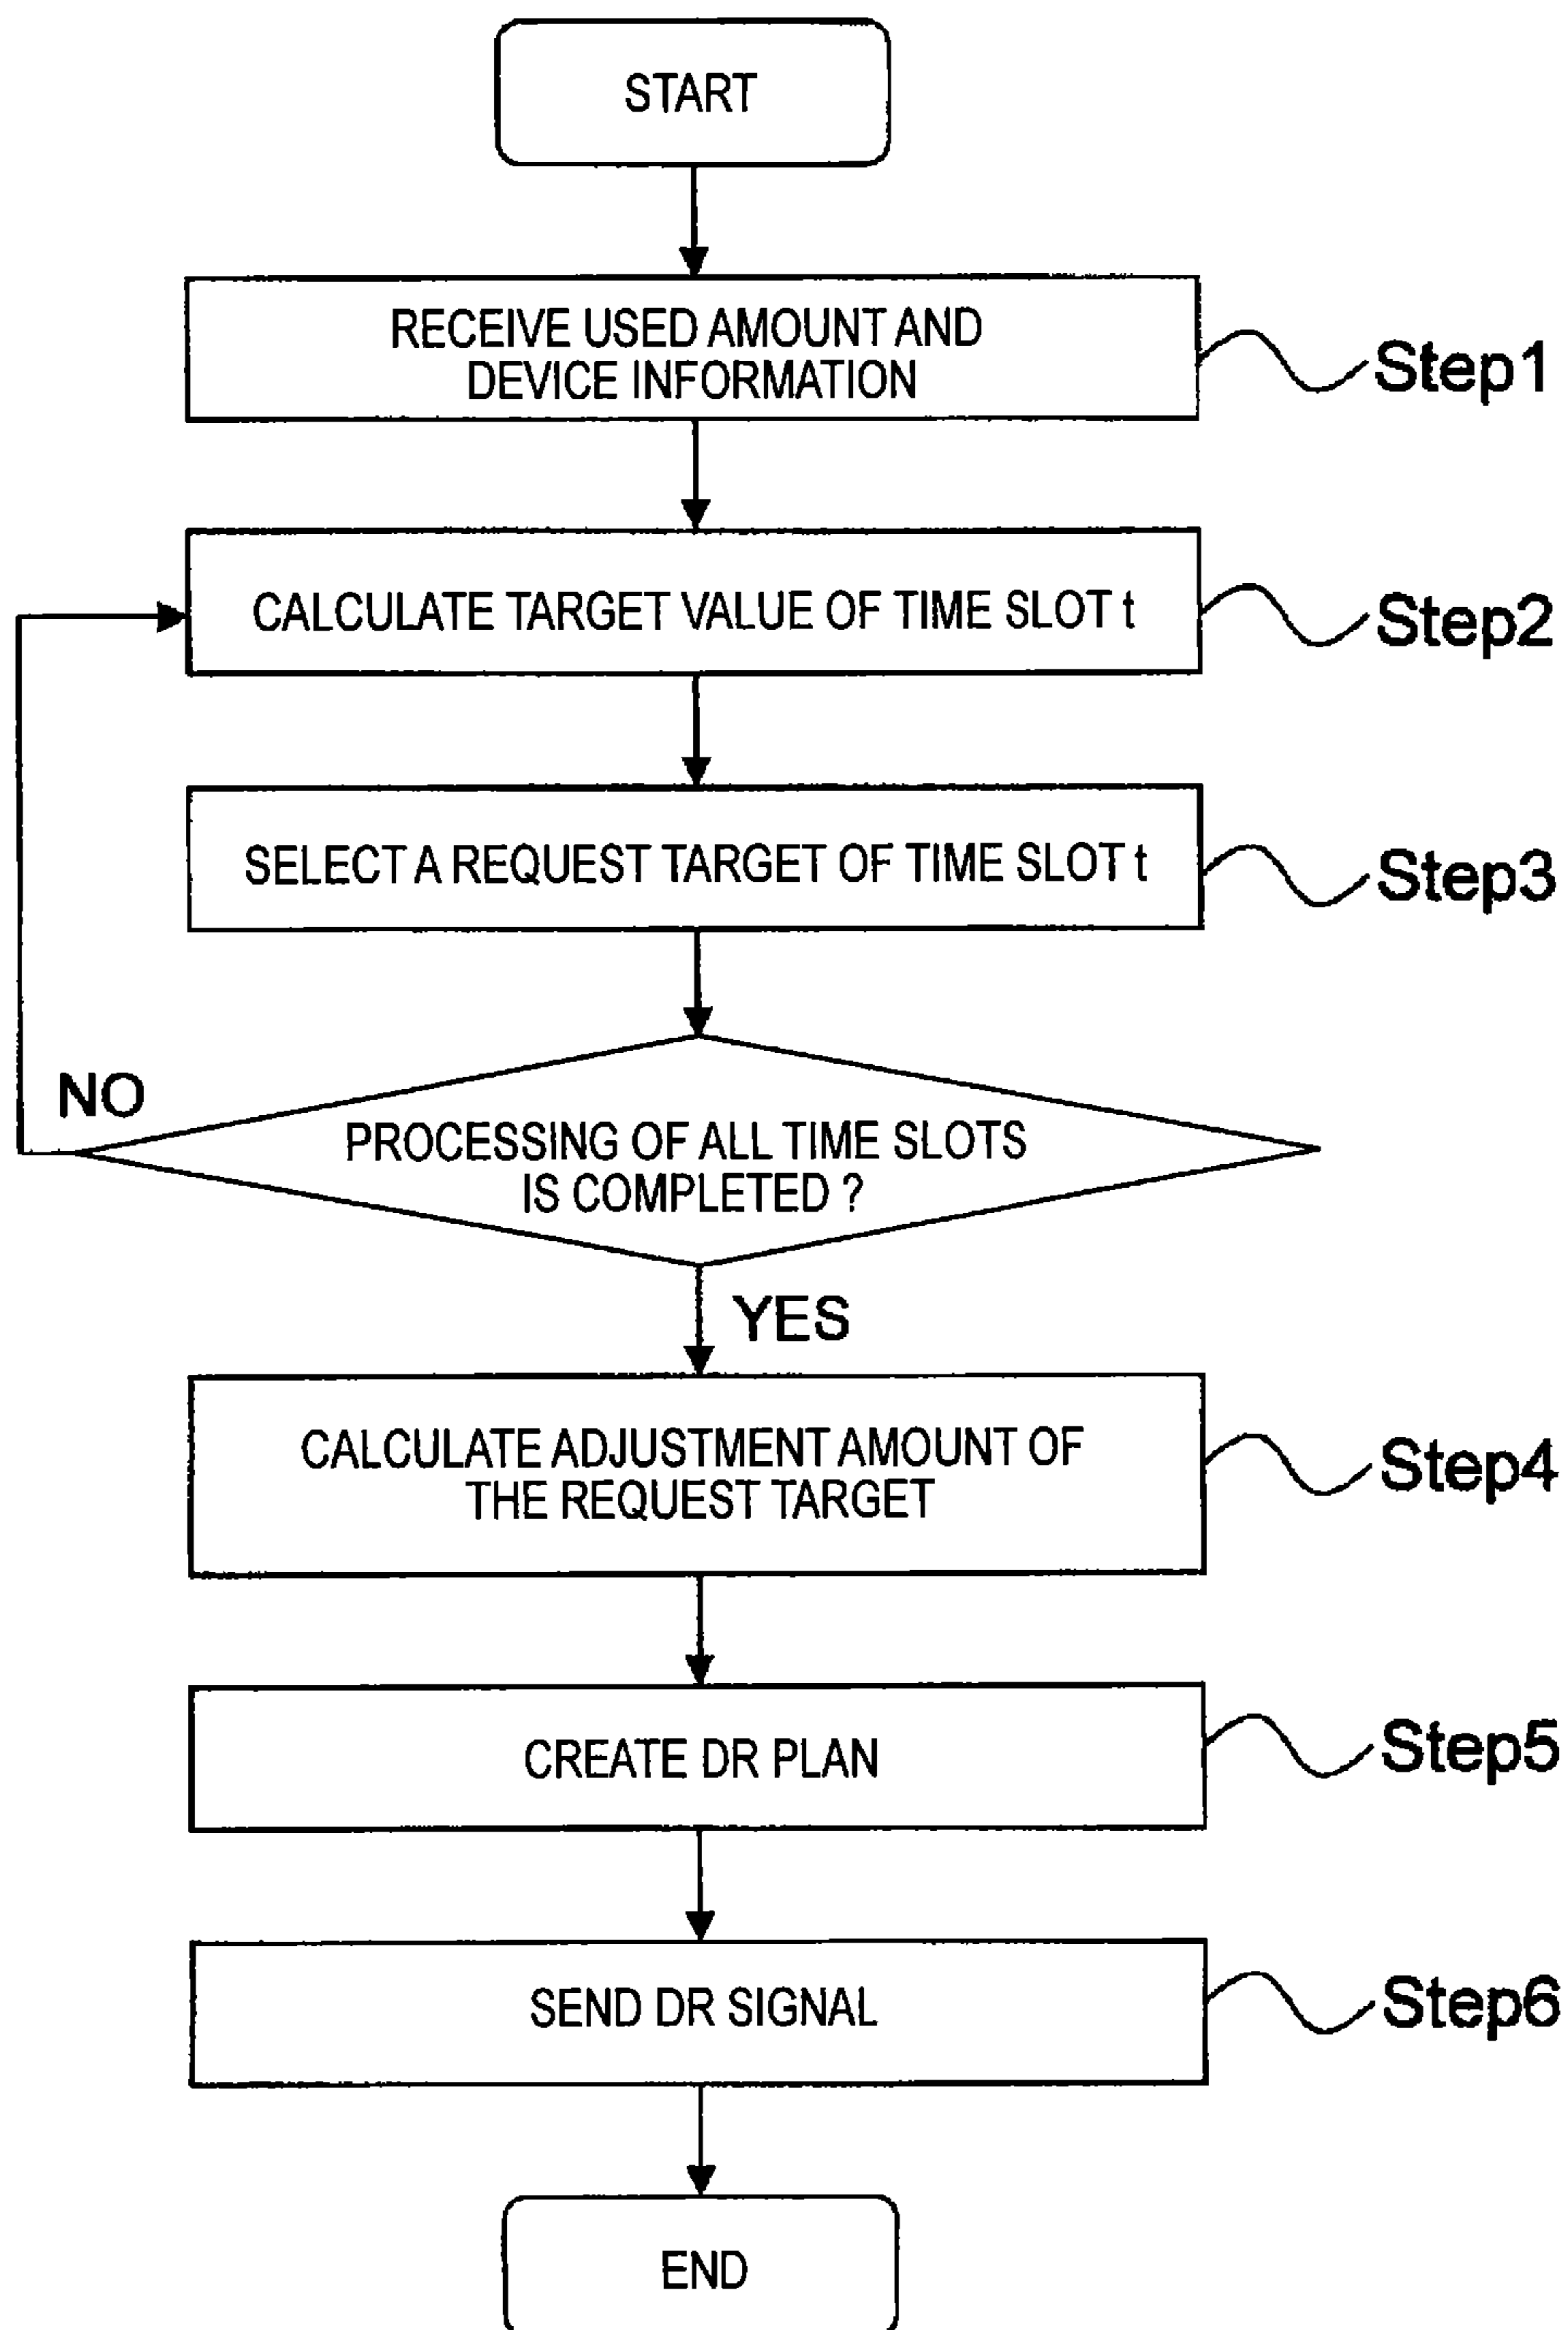 START
RECEIVE USED AMOUNT AND
DEVICE INFORMATION
Step1
CALCULATE TARGET VALUE OF TIME SLOT t
Step2
SELECT A REQUEST TARGET OF TIME SLOT t
Step3
NO
PROCESSING OF ALL TIME SLOTS
IS COMPLETED ?
YES
CALCULATE ADJUSTMENT AMOUNT OF
THE REQUEST TARGET
Step4
CREATE DR PLAN
Step5
SEND DR SIGNAL
Step6
END